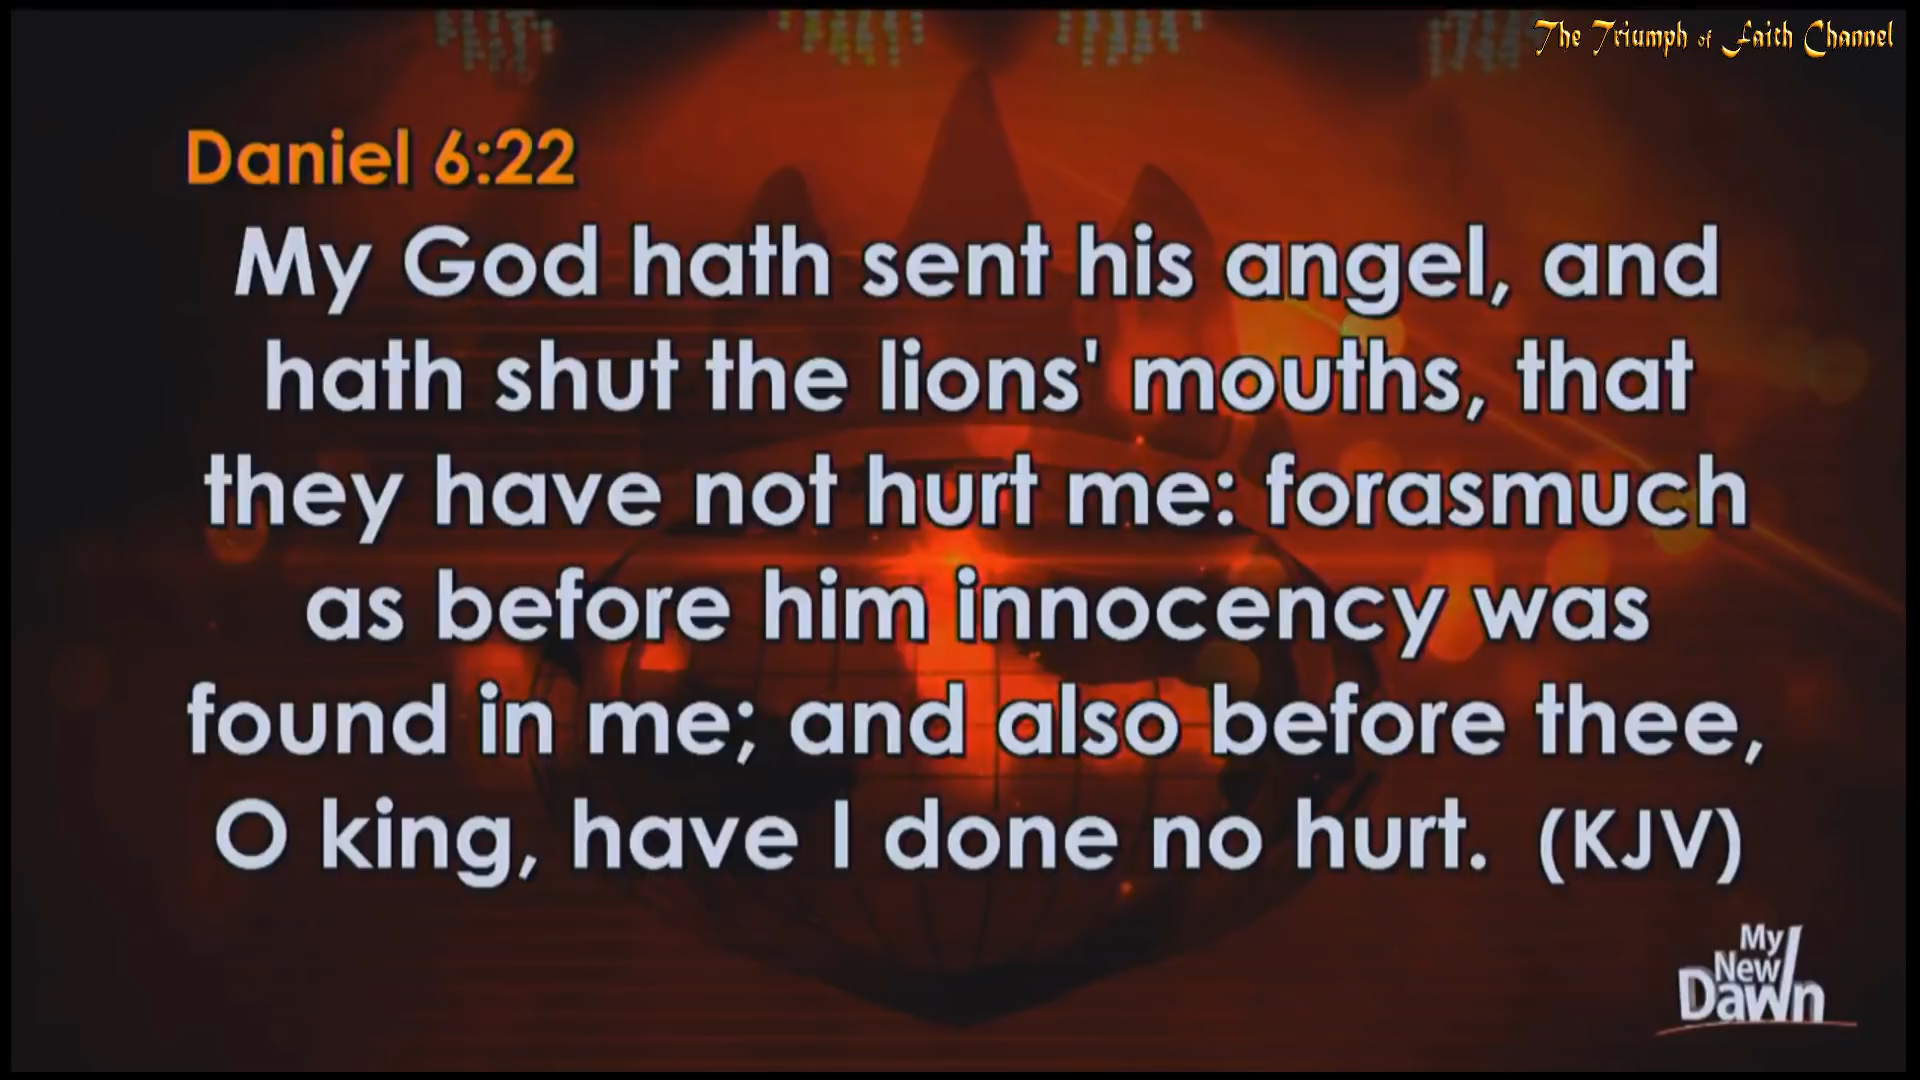 The Triumph of Faith Channel
Daniel 6:22
My God hath sent his angel, and
hath shut the lions' mouths, that
they have not hurt me: forasmuch
as before him innocency was
found in me; and also before thee,
O king, have I done no hurt. (KJV)
My
New
Dawn